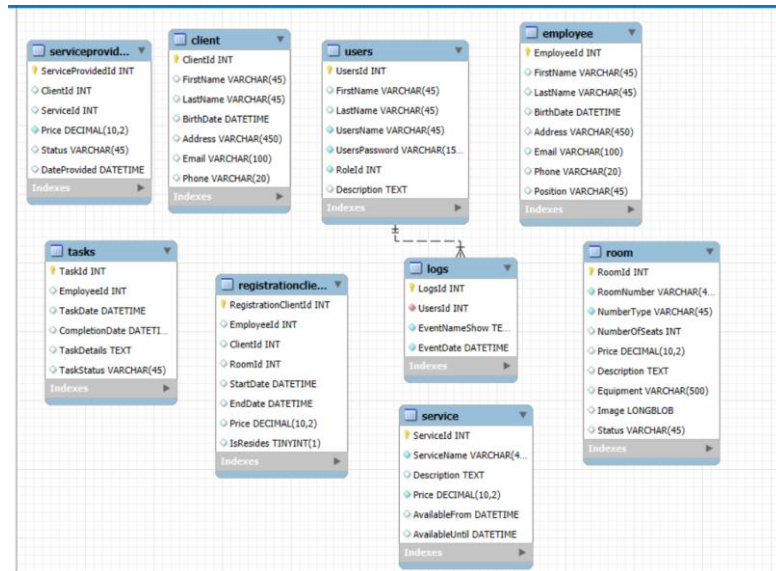 serviceprovid...
ServiceProvidedId INT
ClientId INT
ServiceId INT
Price DECIMAL(10,2)
Status VARCHAR(45)
DateProvided DATETIME
Indexes
client
ClientId INT
FirstName VARCHAR(45)
LastName VARCHAR(45)
BirthDate DATETIME
Address VARCHAR(450)
Email VARCHAR(100)
Phone VARCHAR(20)
Indexes
users
UsersId INT
FirstName VARCHAR(45)
LastName VARCHAR(45)
UsersName VARCHAR(45)
UsersPassword VARCHAR(15...
RoleId INT
Description TEXT
Indexes
employee
EmployeeId INT
FirstName VARCHAR(45)
LastName VARCHAR(45)
BirthDate DATETIME
Address VARCHAR(450)
Email VARCHAR(100)
Phone VARCHAR(20)
Position VARCHAR(45)
Indexes
tasks
TaskId INT
EmployeeId INT
TaskDate DATETIME
CompletionDate DATETI...
TaskDetails TEXT
TaskStatus VARCHAR(45)
Indexes
registrationclie...
RegistrationClientId INT
EmployeeId INT
ClientId INT
RoomId INT
StartDate DATETIME
EndDate DATETIME
Price DECIMAL(10,2)
IsResides TINYINT(1)
Indexes
logs
LogsId INT
UsersId INT
EventNameShow TE...
EventDate DATETIME
Indexes
room
RoomId INT
RoomNumber VARCHAR(4...
NumberType VARCHAR(45)
NumberOfSeats INT
Price DECIMAL(10,2)
Description TEXT
Equipment VARCHAR(500)
Image LONGBLOB
Status VARCHAR(45)
Indexes
service
ServiceId INT
ServiceName VARCHAR(4...
Description TEXT
Price DECIMAL(10,2)
AvailableFrom DATETIME
AvailableUntil DATETIME
Indexes